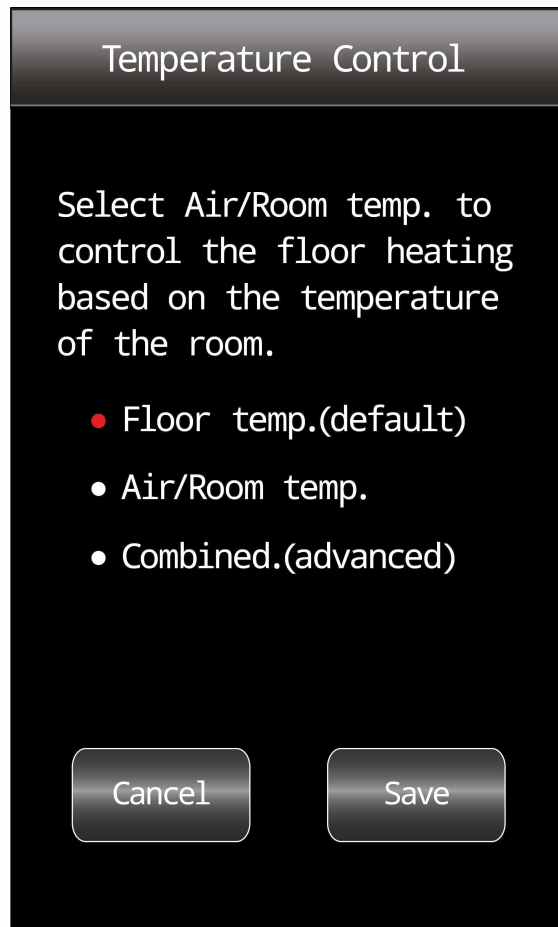 Temperature Control
Select Air/Room temp. to
control the floor heating
based on the temperature
of the room.
Floor temp.(default)
Air/Room temp.
Combined.(advanced)
Cancel
Save